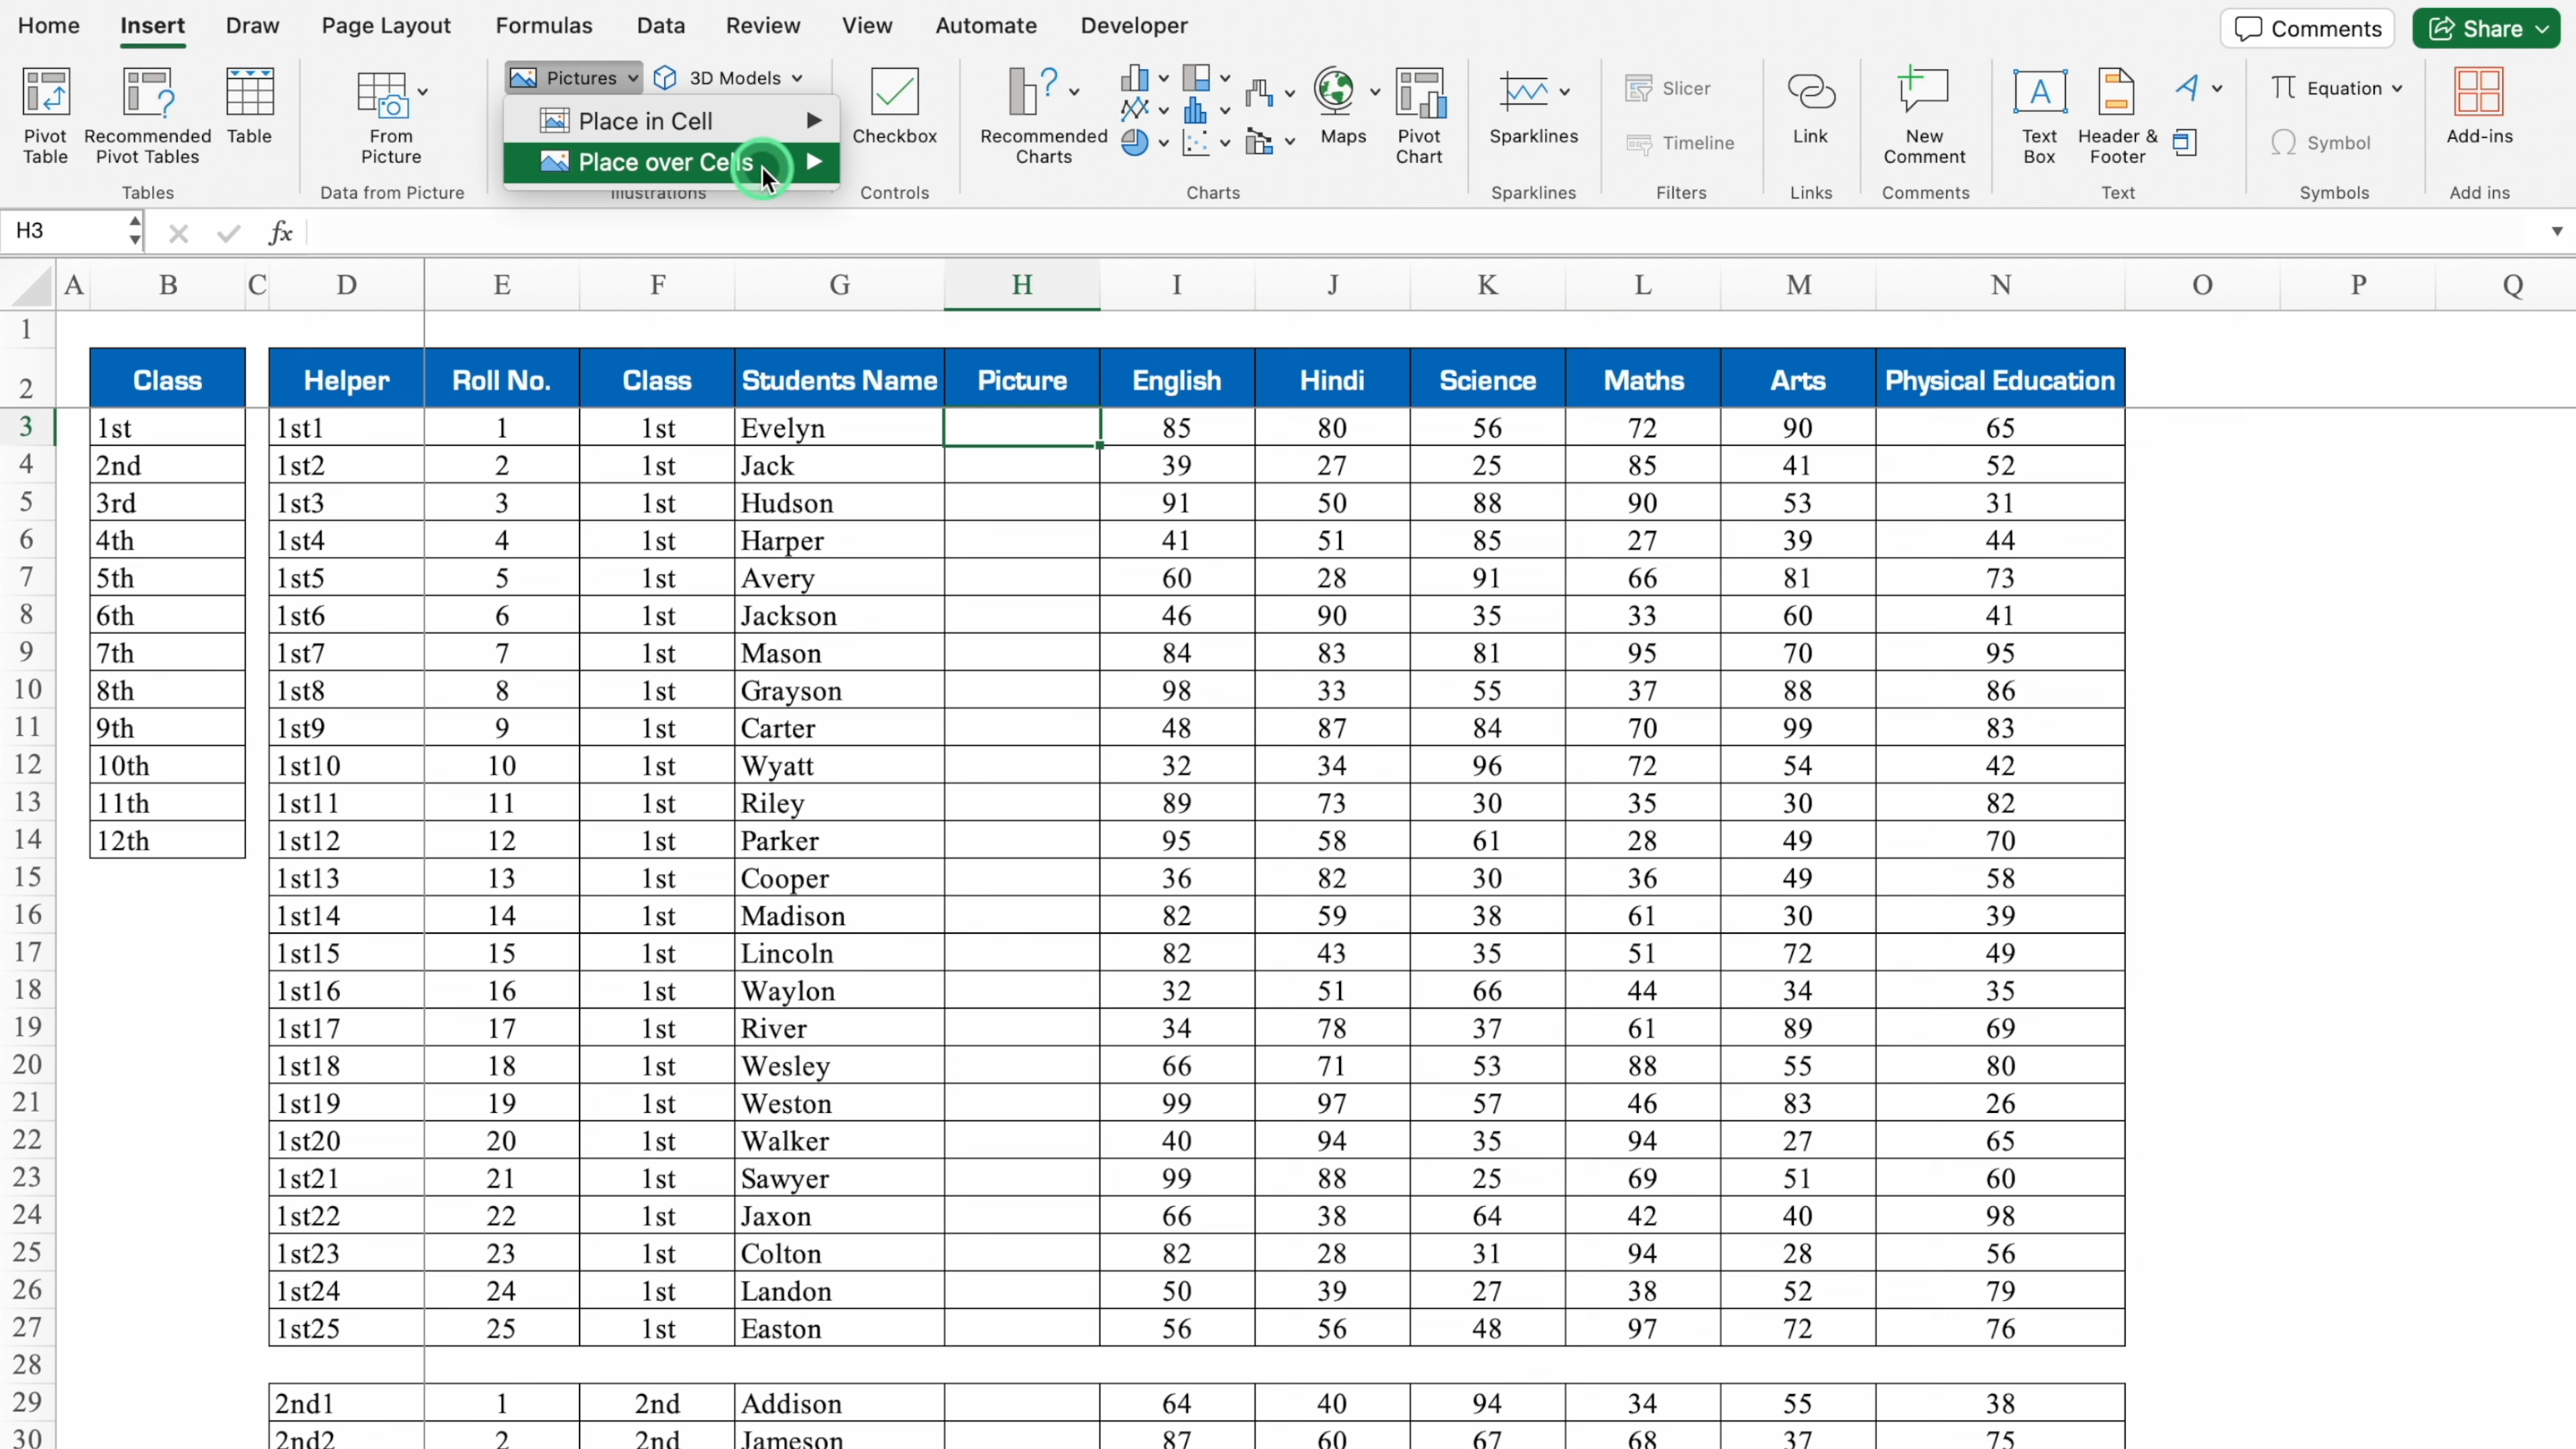 Home Insert Draw Page Layout Formulas Data Review View Automate Developer Comments Share
Pictures 3D Models
Place in Cell
Place over Cells
Pivot Table
Recommended Pivot Tables
Table
Tables
From Picture
Data from Picture
Illustrations
Checkbox
Controls
Recommended Charts
Maps
Pivot Chart
Charts
Sparklines
Sparklines
Slicer
Timeline
Filters
Link
Links
New Comment
Comments
Text Box
Header & Footer
Text
Equation
Symbol
Symbols
Add-ins
Add ins
H3 fx
A B C D E F G H I J K L M N O P Q
1
2 Class Helper Roll No. Class Students Name Picture English Hindi Science Maths Arts Physical Education
3 1st 1st1 1 1st Evelyn 85 80 56 72 90 65
4 2nd 1st2 2 1st Jack 39 27 25 85 41 52
5 3rd 1st3 3 1st Hudson 91 50 88 90 53 31
6 4th 1st4 4 1st Harper 41 51 85 27 39 44
7 5th 1st5 5 1st Avery 60 28 91 66 81 73
8 6th 1st6 6 1st Jackson 46 90 35 33 60 41
9 7th 1st7 7 1st Mason 84 83 81 95 70 95
10 8th 1st8 8 1st Grayson 98 33 55 37 88 86
11 9th 1st9 9 1st Carter 48 87 84 70 99 83
12 10th 1st10 10 1st Wyatt 32 34 96 72 54 42
13 11th 1st11 11 1st Riley 89 73 30 35 30 82
14 12th 1st12 12 1st Parker 95 58 61 28 49 70
15 1st13 13 1st Cooper 36 82 30 36 49 58
16 1st14 14 1st Madison 82 59 38 61 30 39
17 1st15 15 1st Lincoln 82 43 35 51 72 49
18 1st16 16 1st Waylon 32 51 66 44 34 35
19 1st17 17 1st River 34 78 37 61 89 69
20 1st18 18 1st Wesley 66 71 53 88 55 80
21 1st19 19 1st Weston 99 97 57 46 83 26
22 1st20 20 1st Walker 40 94 35 94 27 65
23 1st21 21 1st Sawyer 99 88 25 69 51 60
24 1st22 22 1st Jaxon 66 38 64 42 40 98
25 1st23 23 1st Colton 82 28 31 94 28 56
26 1st24 24 1st Landon 50 39 27 38 52 79
27 1st25 25 1st Easton 56 56 48 97 72 76
28
29 2nd1 1 2nd Addison 64 40 94 34 55 38
30 2nd2 2 2nd Jameson 87 60 67 68 37 75